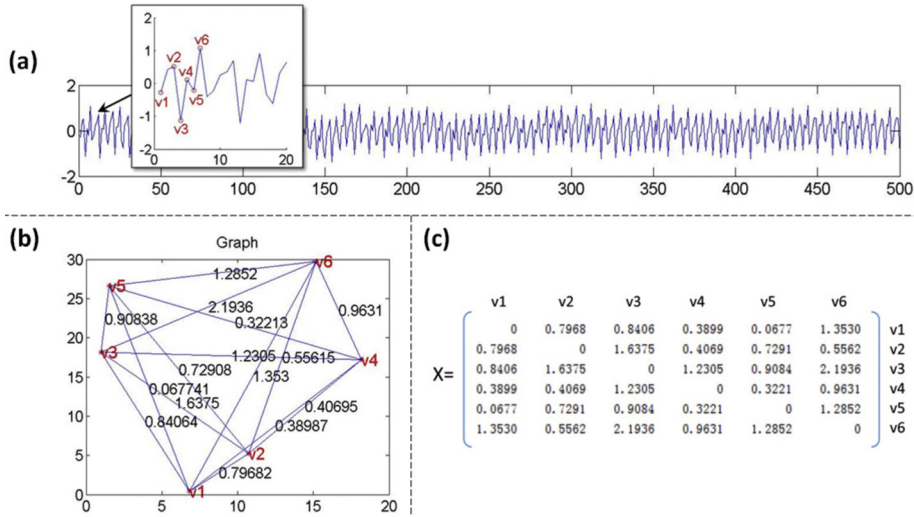 (a)
2
1
0
-1
-2
v1
v2
v3
v4
v5
v6
0
10
20
2
0
-2
0
50
100
150
200
250
300
350
400
450
500
(b)
Graph
30
25
20
15
10
5
0
0
5
10
15
20
v6
v5
v3
v4
v2
v1
1.2852
2.1936
0.9631
0.90838
0.32213
1.2305
0.55615
0.72908
1.353
0.067741
1.6375
0.40695
0.84064
0.38987
0.79682
(c)
v1 v2 v3 v4 v5 v6
X=
0 0.7968 0.8406 0.3899 0.0677 1.3530 v1
0.7968 0 1.6375 0.4069 0.7291 0.5562 v2
0.8406 1.6375 0 1.2305 0.9084 2.1936 v3
0.3899 0.4069 1.2305 0 0.3221 0.9631 v4
0.0677 0.7291 0.9084 0.3221 0 1.2852 v5
1.3530 0.5562 2.1936 0.9631 1.2852 0 v6